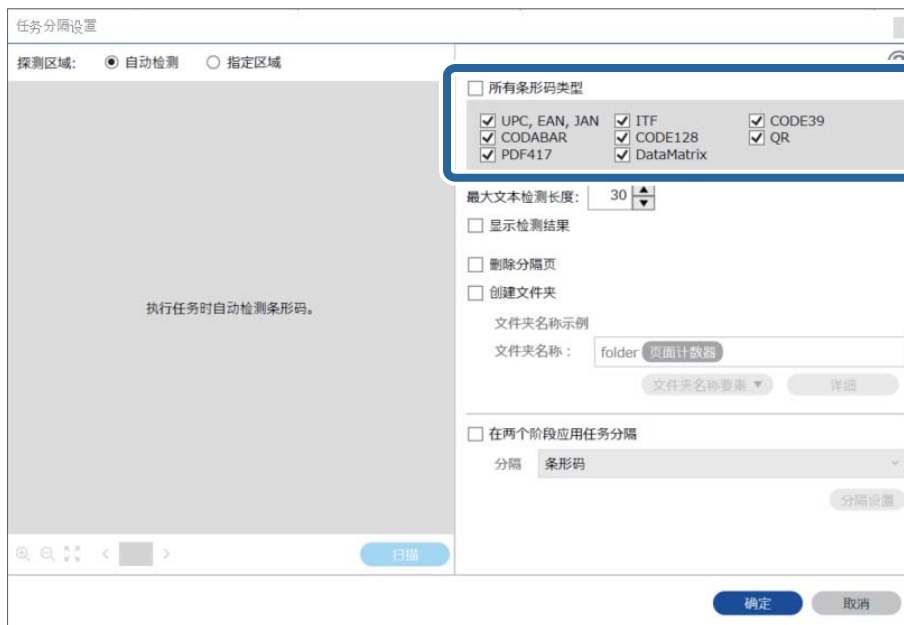 任务分隔设置
探测区域: 自动检测 指定区域
所有条形码类型
UPC, EAN, JAN ITF CODE39
CODABAR CODE128 QR
PDF417 DataMatrix
最大文本检测长度: 30
显示检测结果
删除分隔页
创建文件夹
执行任务时自动检测条形码。
文件夹名称示例
文件夹名称： folder 页面计数器
文件夹名称要素 详细
在两个阶段应用任务分隔
分隔 条形码
分隔设置
扫描
确定 取消